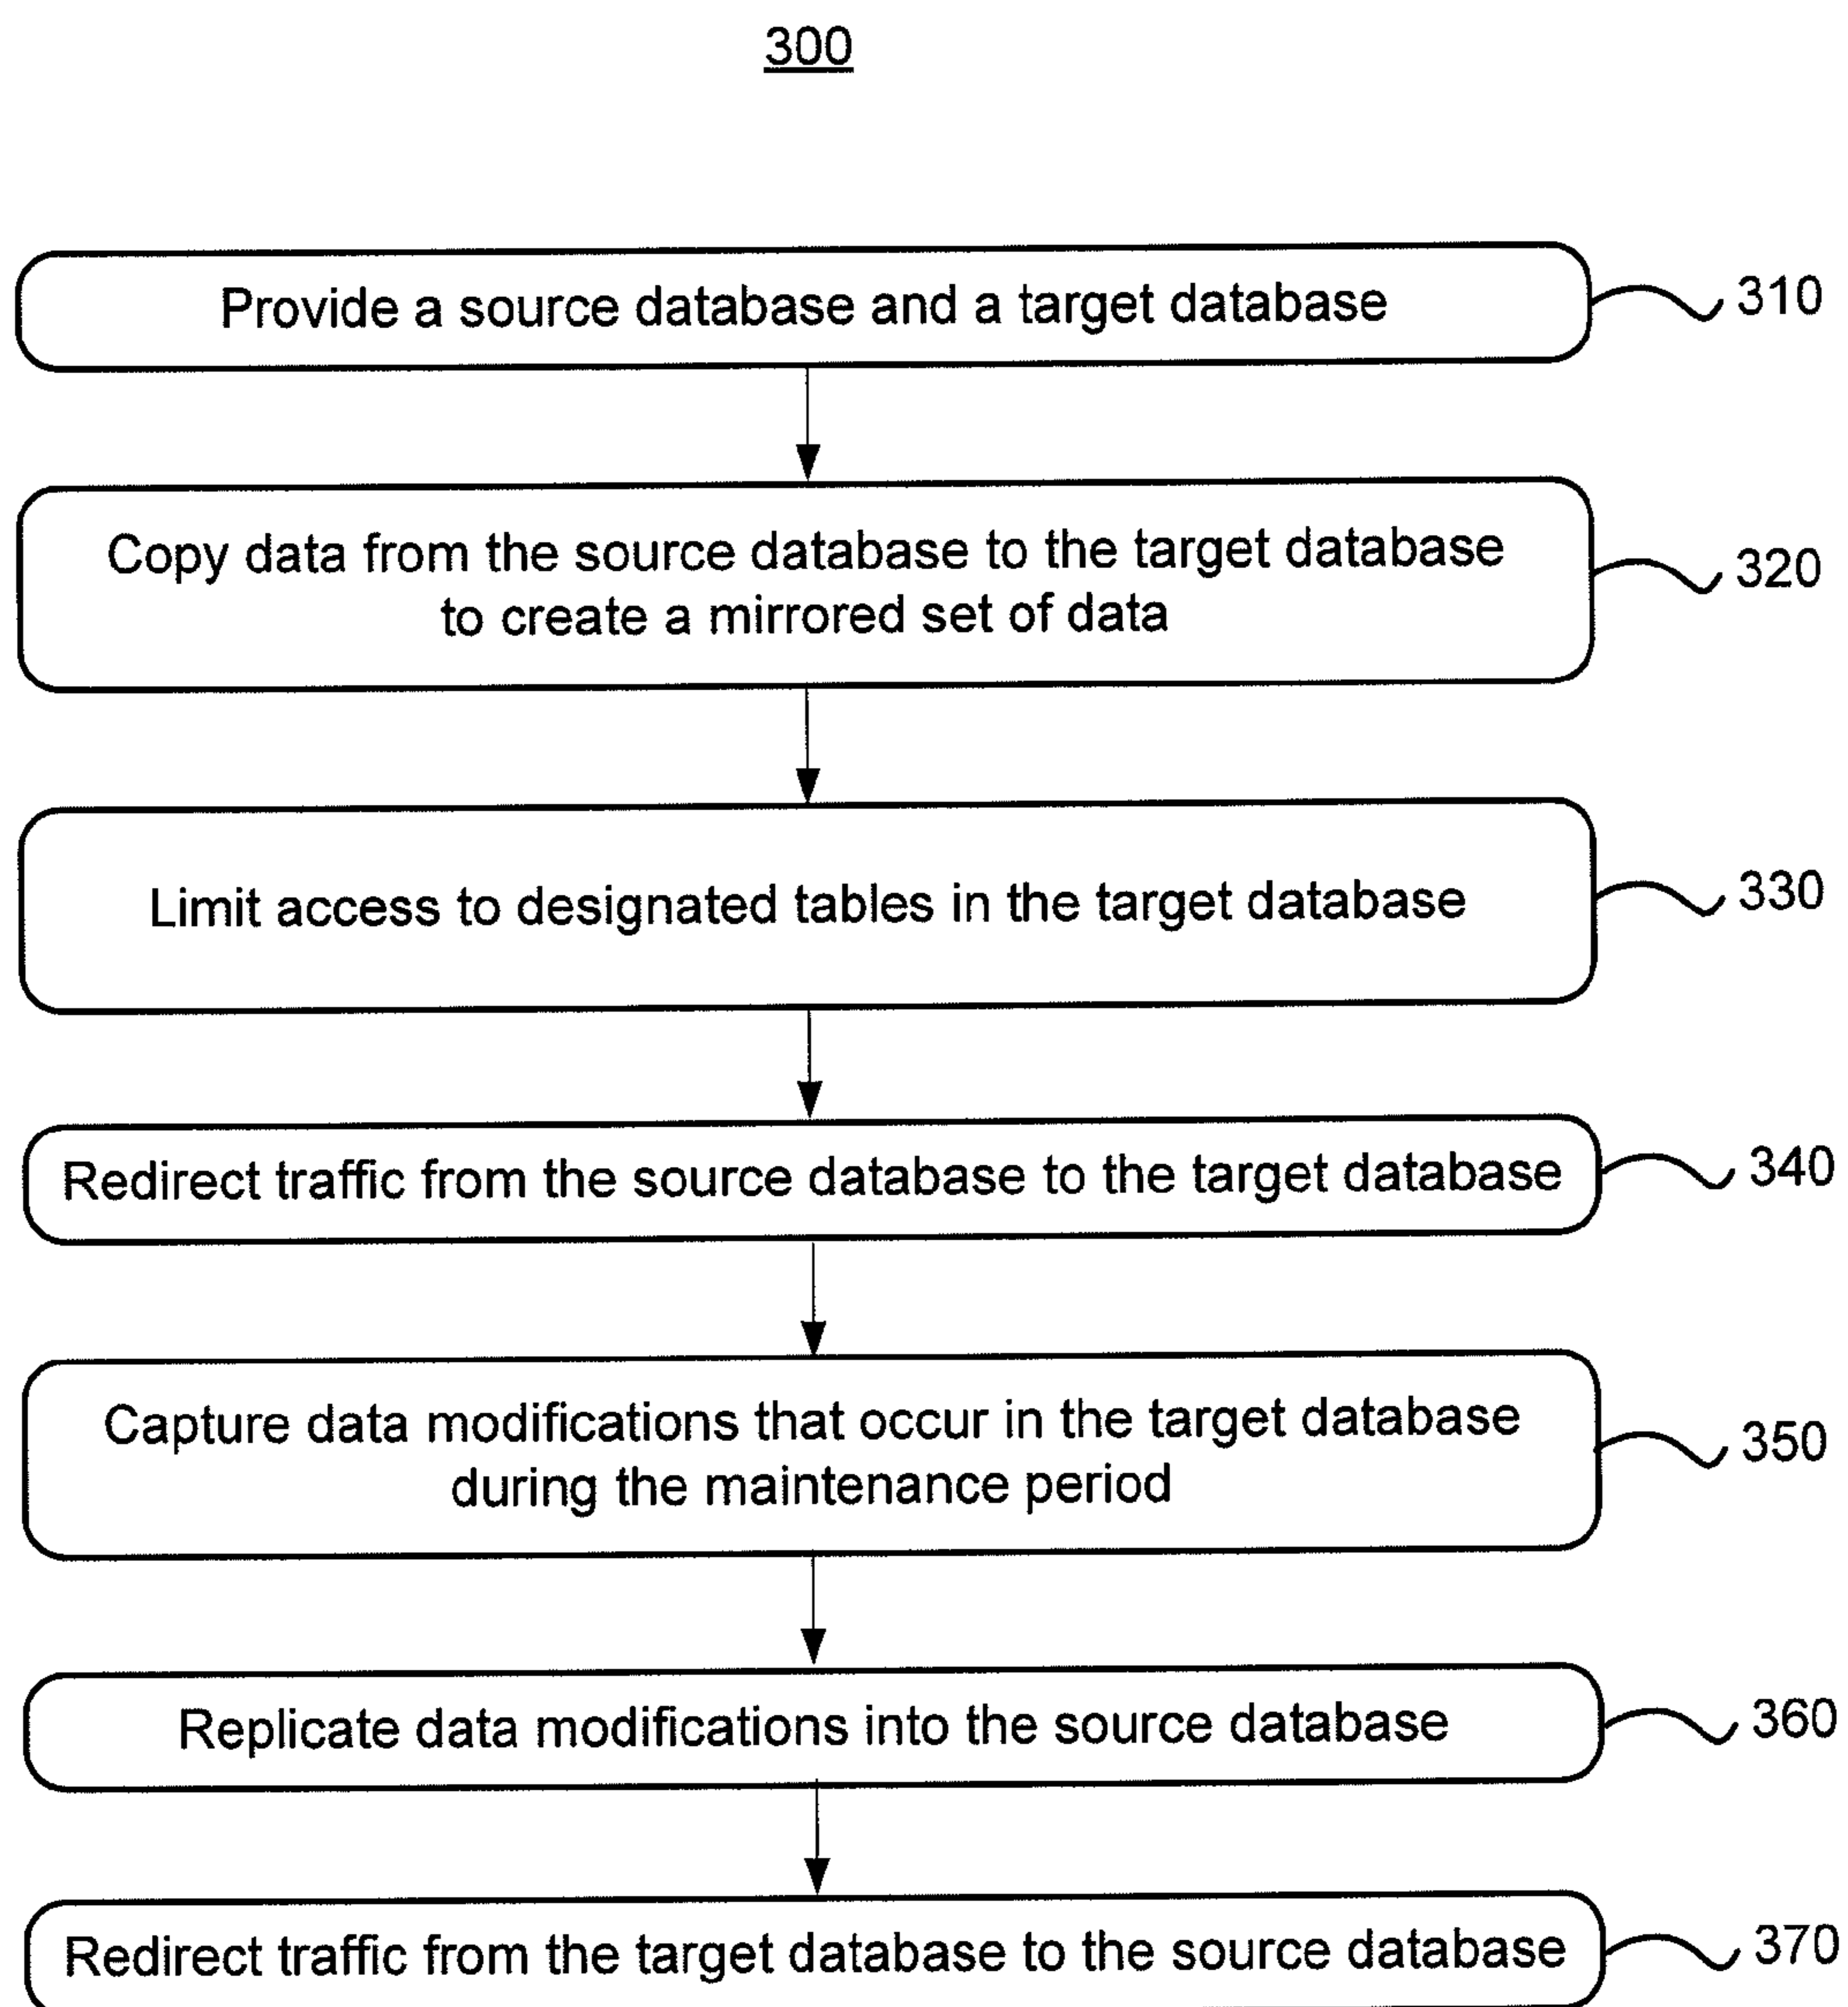 300
Provide a source database and a target database
310
Copy data from the source database to the target database
to create a mirrored set of data
320
Limit access to designated tables in the target database
330
Redirect traffic from the source database to the target database
340
Capture data modifications that occur in the target database
during the maintenance period
350
Replicate data modifications into the source database
360
Redirect traffic from the target database to the source database
370